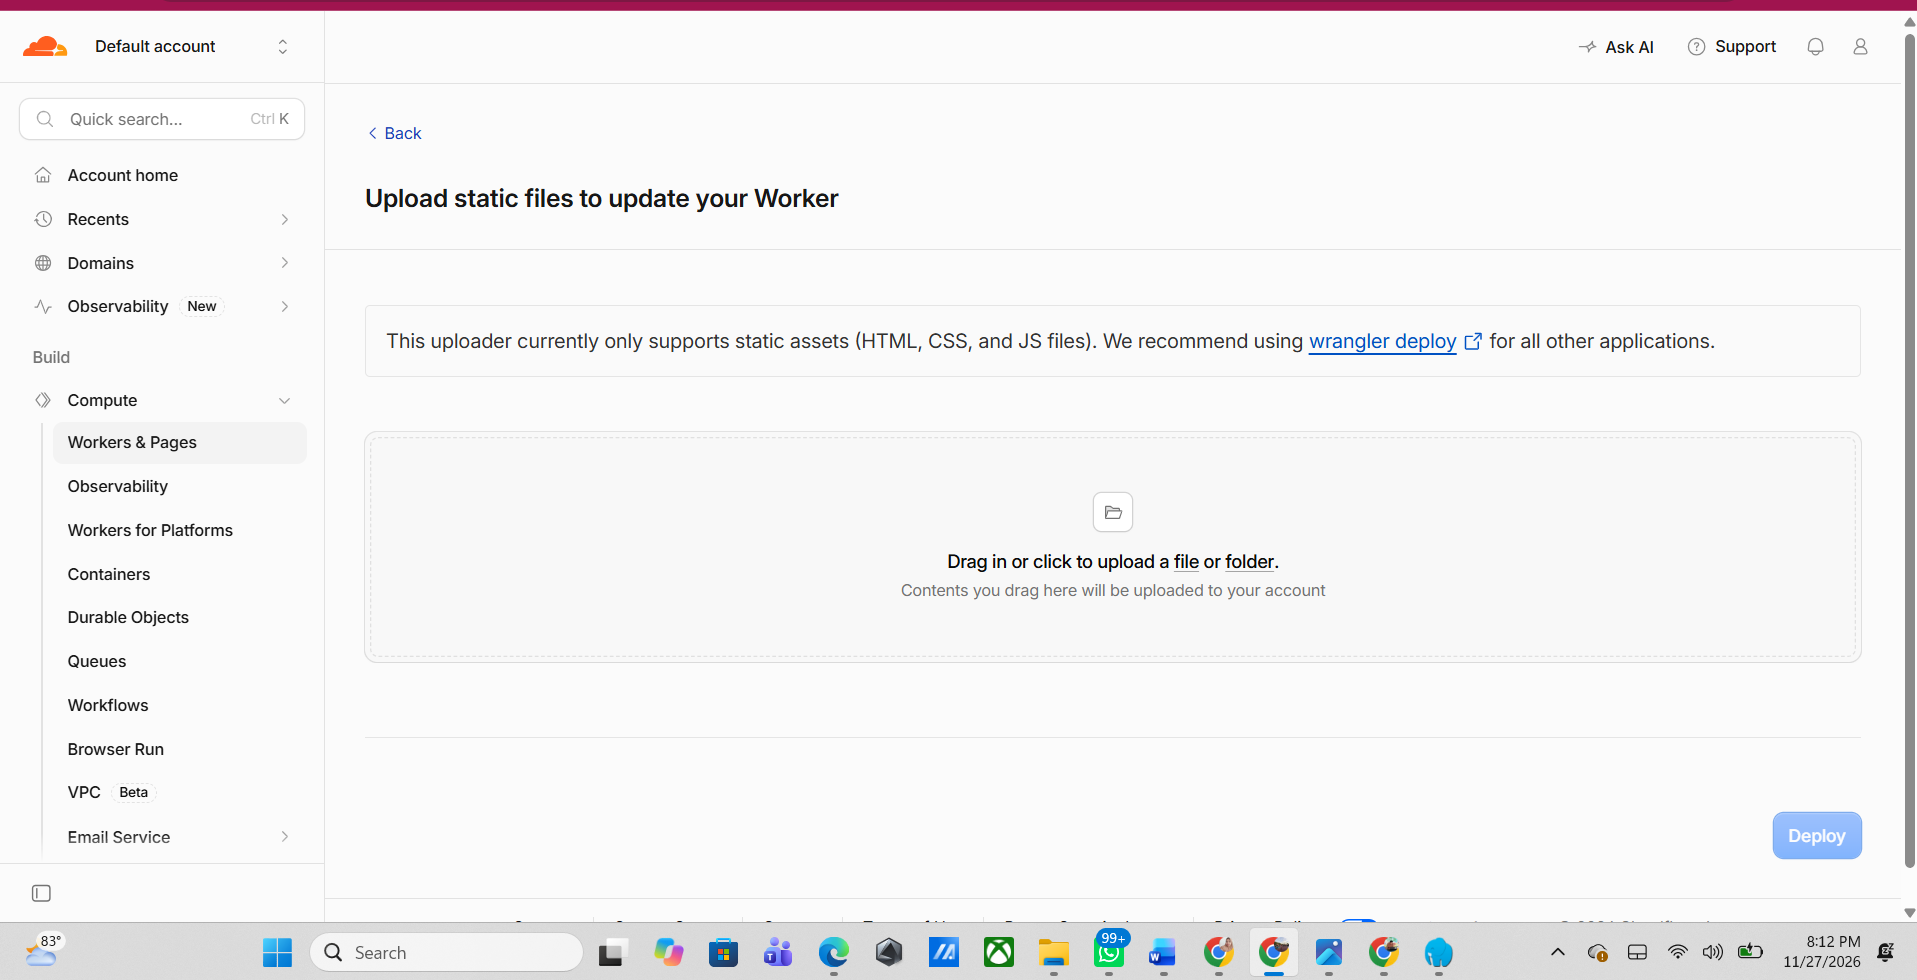 Default account
Ask AI
Support
Quick search...
Ctrl K
Back
Account home
Upload static files to update your Worker
Recents
Domains
Observability New
This uploader currently only supports static assets (HTML, CSS, and JS files). We recommend using wrangler deploy for all other applications.
Build
Compute
Workers & Pages
Observability
Workers for Platforms
Drag in or click to upload a file or folder.
Contents you drag here will be uploaded to your account
Containers
Durable Objects
Queues
Workflows
Browser Run
VPC Beta
Email Service
Deploy
83°
Search
99+
8:12 PM
11/27/2026